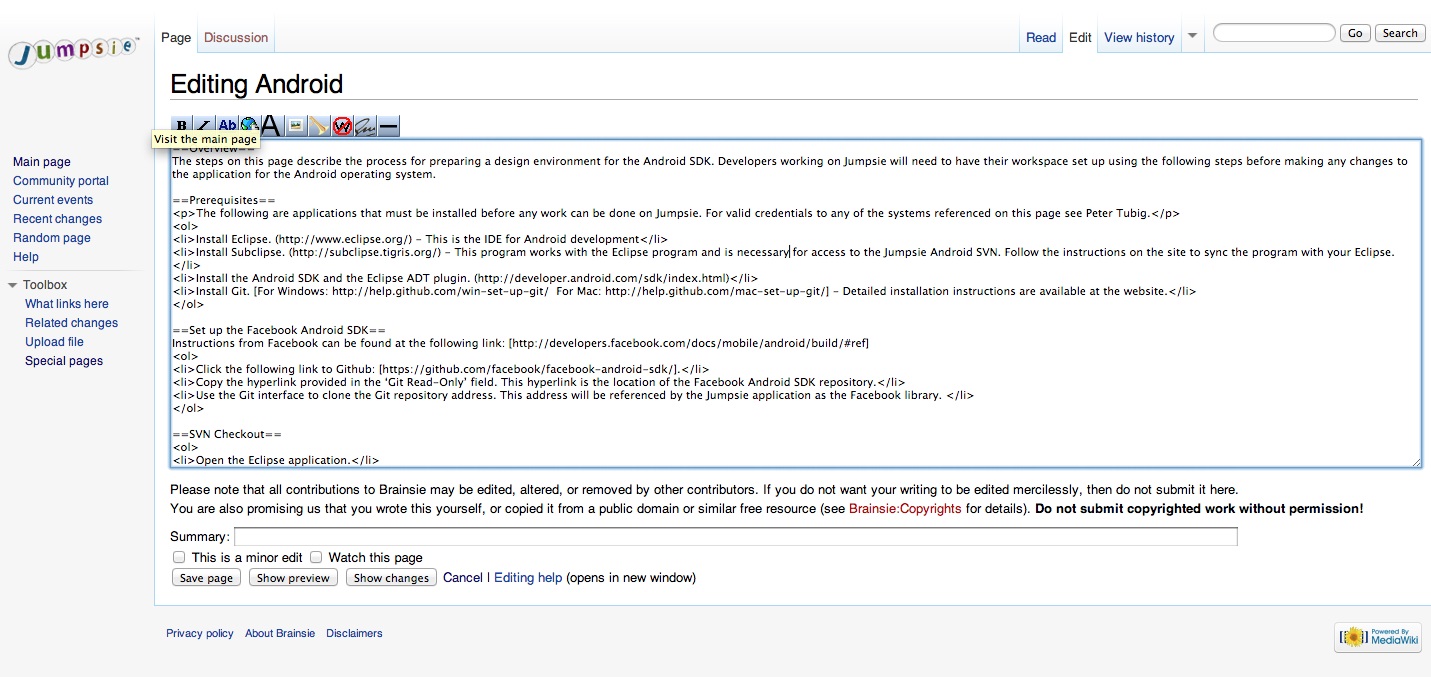 Jumpsie™
Page
Discussion
Read
Edit
View history
Go
Search
Editing Android
B
Ab
A
W
Visit the main page
Main page
Community portal
Current events
Recent changes
Random page
Help
Toolbox
What links here
Related changes
Upload file
Special pages
==Overview==
The steps on this page describe the process for preparing a design environment for the Android SDK. Developers working on Jumpsie will need to have their workspace set up using the following steps before making any changes to
the application for the Android operating system.
==Prerequisites==
<p>The following are applications that must be installed before any work can be done on Jumpsie. For valid credentials to any of the systems referenced on this page see Peter Tubig.</p>
<ol>
<li>Install Eclipse. (http://www.eclipse.org/) – This is the IDE for Android development</li>
<li>Install Subclipse. (http://subclipse.tigris.org/) – This program works with the Eclipse program and is necessary for access to the Jumpsie Android SVN. Follow the instructions on the site to sync the program with your Eclipse.
</li>
<li>Install the Android SDK and the Eclipse ADT plugin. (http://developer.android.com/sdk/index.html)</li>
<li>Install Git. [For Windows: http://help.github.com/win-set-up-git/  For Mac: http://help.github.com/mac-set-up-git/] – Detailed installation instructions are available at the website.</li>
</ol>
==Set up the Facebook Android SDK==
Instructions from Facebook can be found at the following link: [http://developers.facebook.com/docs/mobile/android/build/#ref]
<ol>
<li>Click the following link to Github: [https://github.com/facebook/facebook-android-sdk/].</li>
<li>Copy the hyperlink provided in the ‘Git Read-Only’ field. This hyperlink is the location of the Facebook Android SDK repository.</li>
<li>Use the Git interface to clone the Git repository address. This address will be referenced by the Jumpsie application as the Facebook library. </li>
</ol>
==SVN Checkout==
<ol>
<li>Open the Eclipse application.</li>
Please note that all contributions to Brainsie may be edited, altered, or removed by other contributors. If you do not want your writing to be edited mercilessly, then do not submit it here.
You are also promising us that you wrote this yourself, or copied it from a public domain or similar free resource (see Brainsie:Copyrights for details). Do not submit copyrighted work without permission!
Summary:
This is a minor edit
Watch this page
Save page
Show preview
Show changes
Cancel | Editing help (opens in new window)
Privacy policy
About Brainsie
Disclaimers
Powered By
MediaWiki